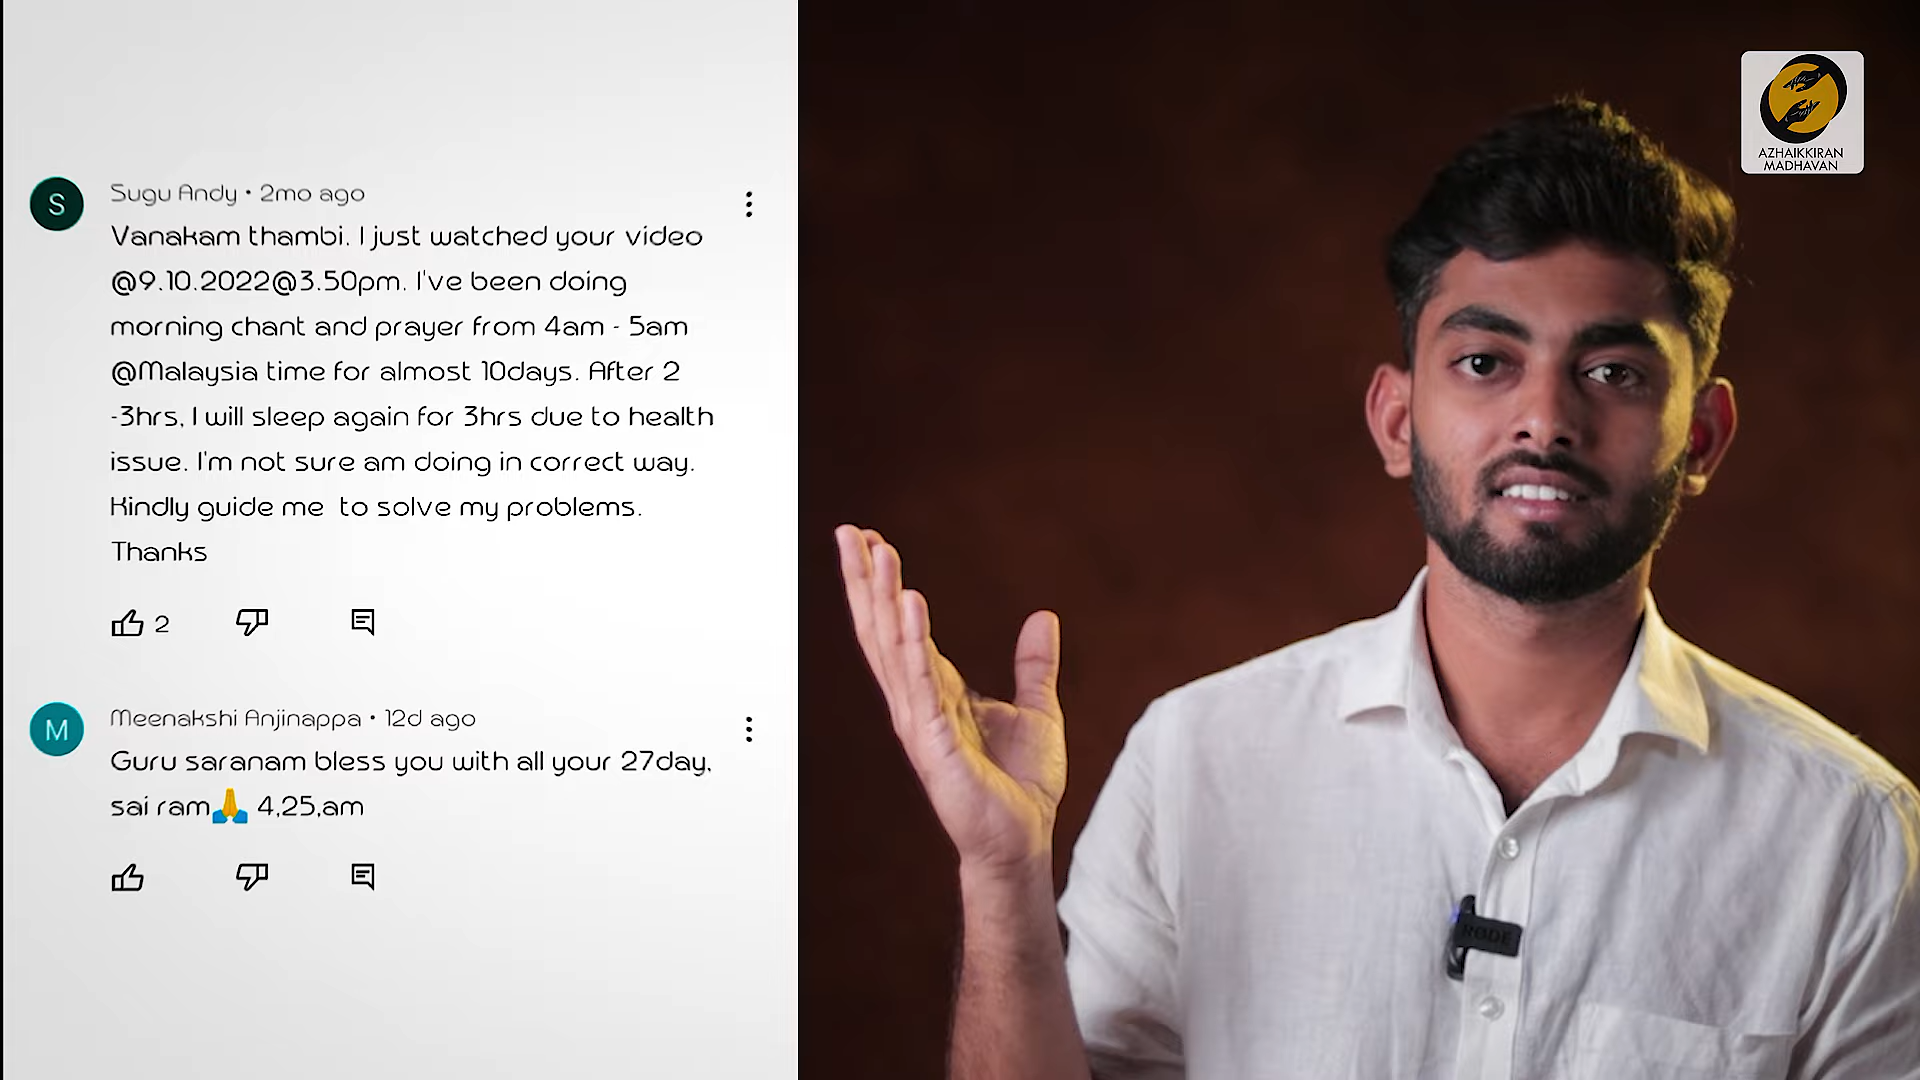 S
Sugu Andy • 2mo ago
Vanakam thambi. I just watched your video
@9.10.2022@3.50pm. I've been doing
morning chant and prayer from 4am - 5am
@Malaysia time for almost 10days. After 2
-3hrs, I will sleep again for 3hrs due to health
issue. I'm not sure am doing in correct way.
Kindly guide me to solve my problems.
Thanks
2
M
Meenakshi Anjinappa • 12d ago
Guru saranam bless you with all your 27day,
sai ram🙏 4,25,am
AZHAIKKIRAN
MADHAVAN
RØDE